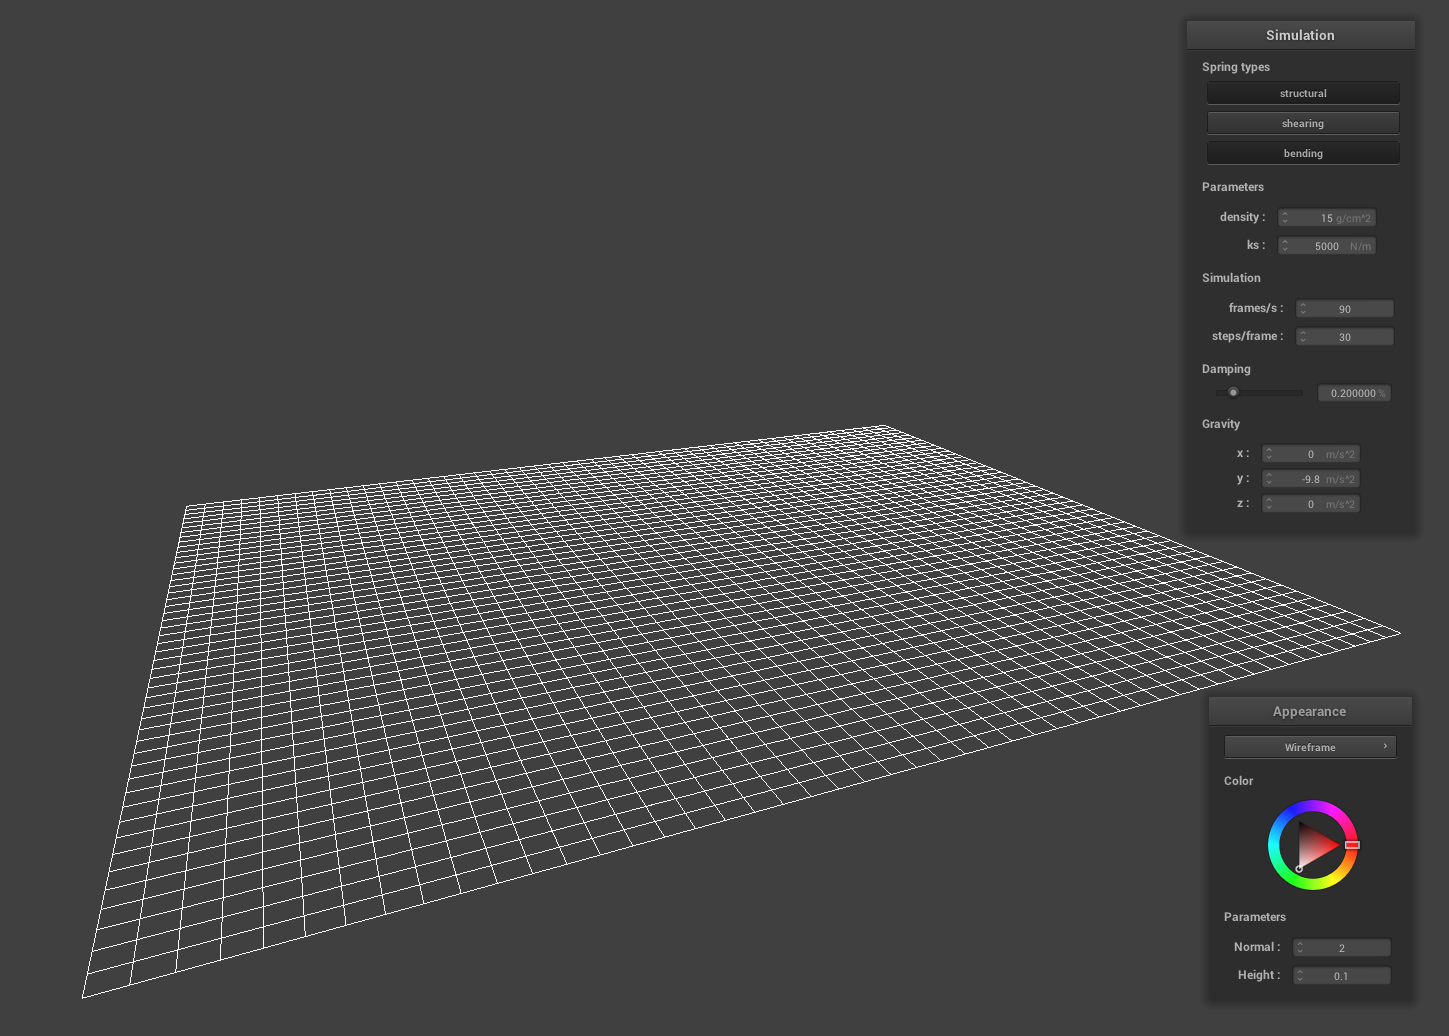 Simulation
Spring types
structural
shearing
bending
Parameters
density : 15 g/cm^2
ks : 5000 N/m
Simulation
frames/s : 90
steps/frame : 30
Damping
0.200000 %
Gravity
x : 0 m/s^2
y : -9.8 m/s^2
z : 0 m/s^2
Appearance
Wireframe ›
Color
Parameters
Normal : 2
Height : 0.1